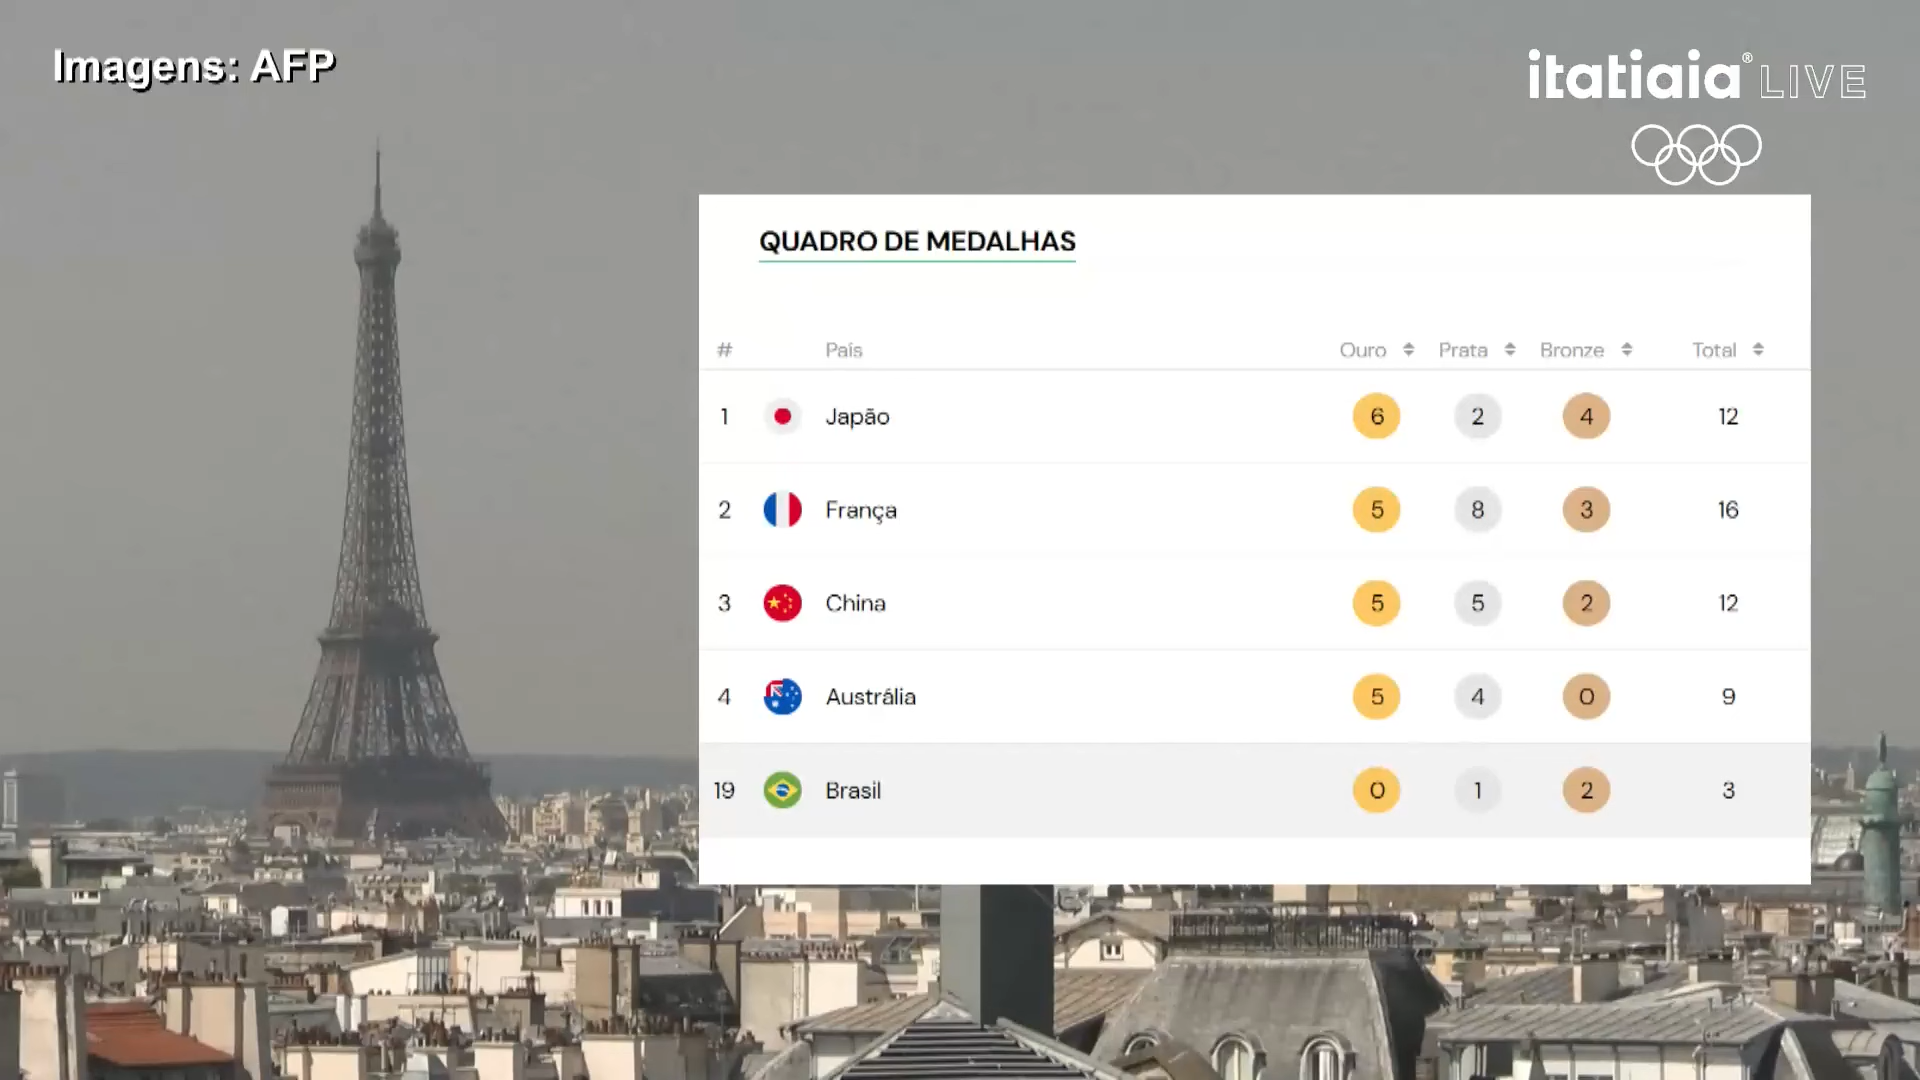 Imagens: AFP
itatiaia® LIVE
QUADRO DE MEDALHAS
# País Ouro Prata Bronze Total
1 Japão 6 2 4 12
2 França 5 8 3 16
3 China 5 5 2 12
4 Austrália 5 4 0 9
19 Brasil 0 1 2 3